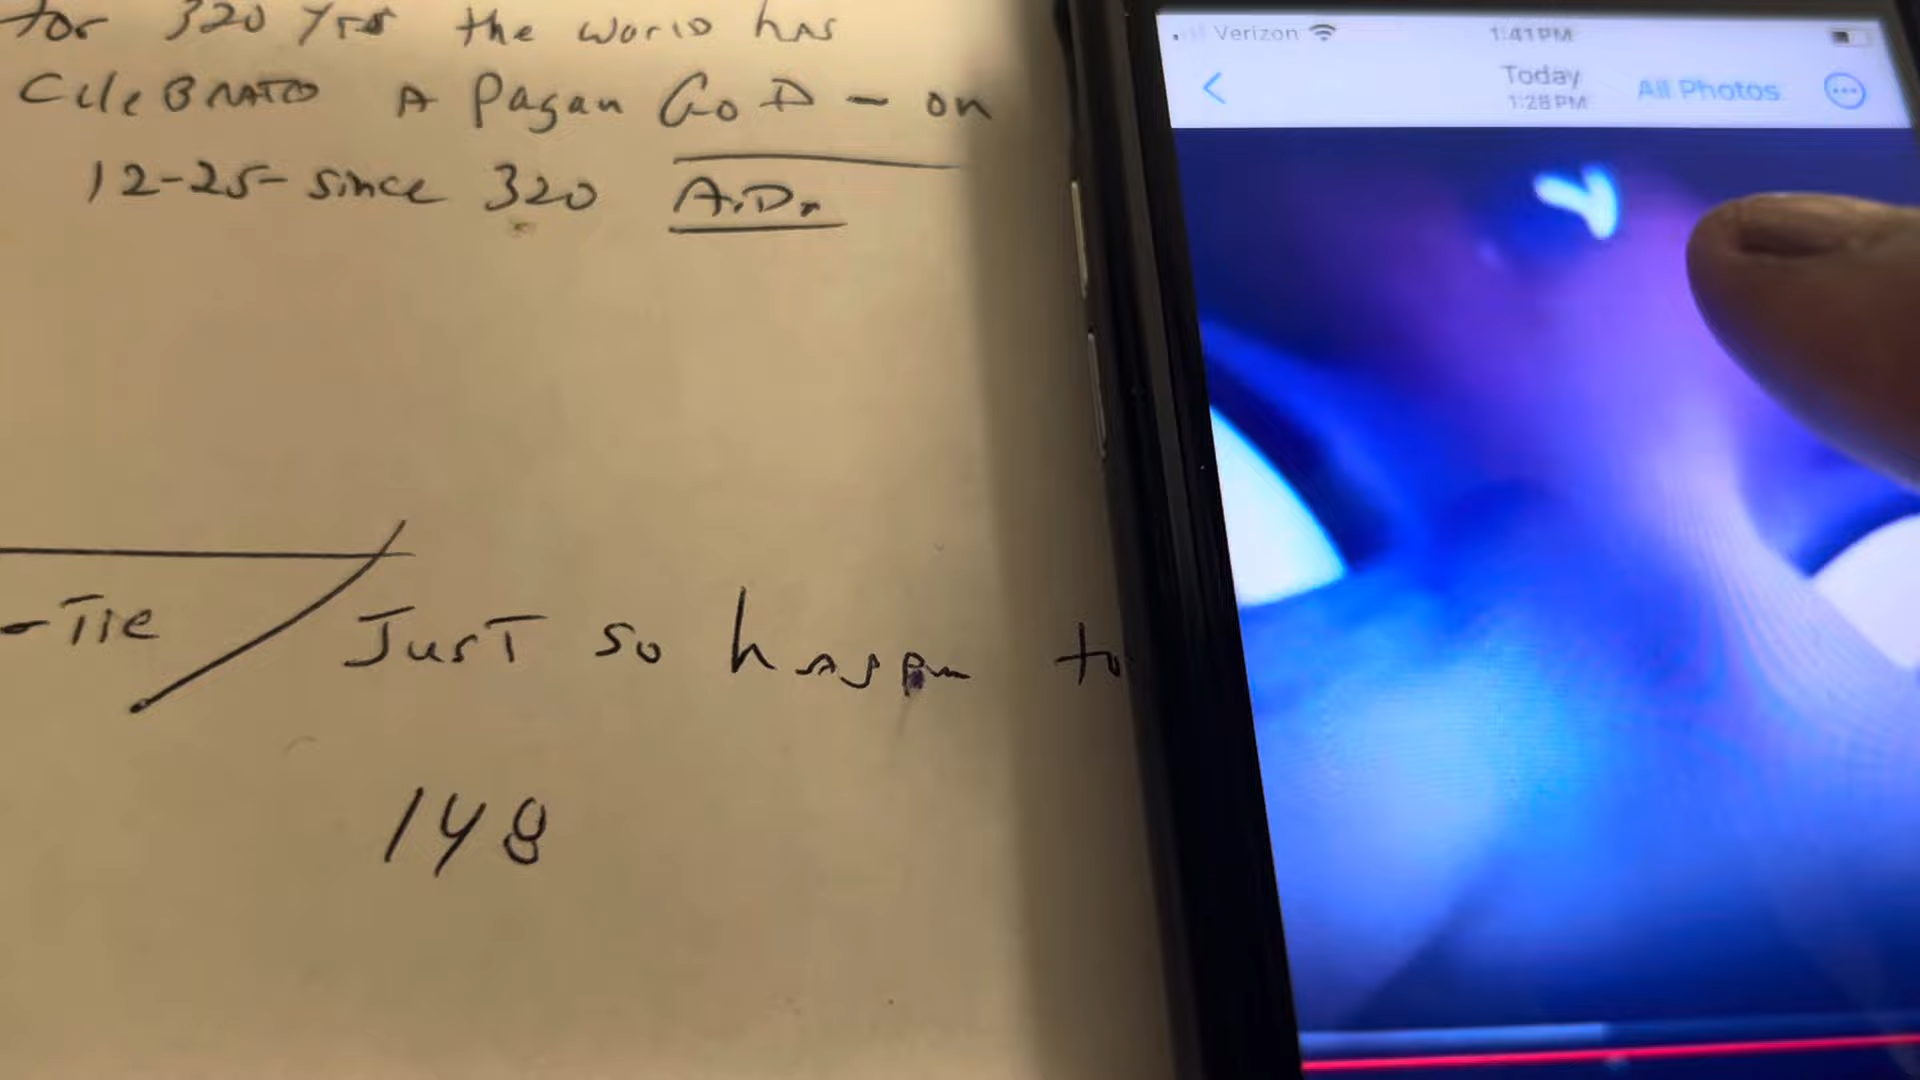 for 320 yrs the world has
CeleBRATD A Pagan GOD - on
12-25- since 320 A.D.
-Tie Just so happen to
148
Verizon 1:41 PM
Today
1:28 PM
All Photos